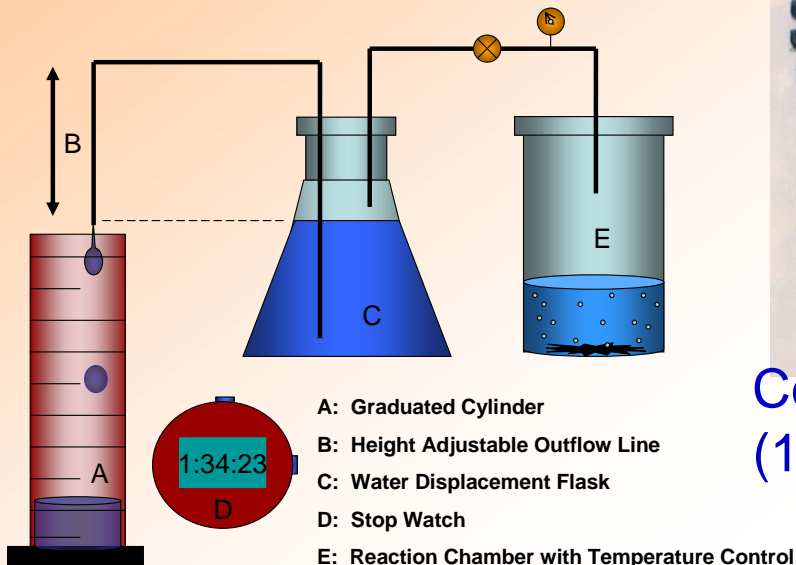 B
E
C
A
1:34:23
D
A: Graduated Cylinder
B: Height Adjustable Outflow Line
C: Water Displacement Flask
D: Stop Watch
E: Reaction Chamber with Temperature Control
(1